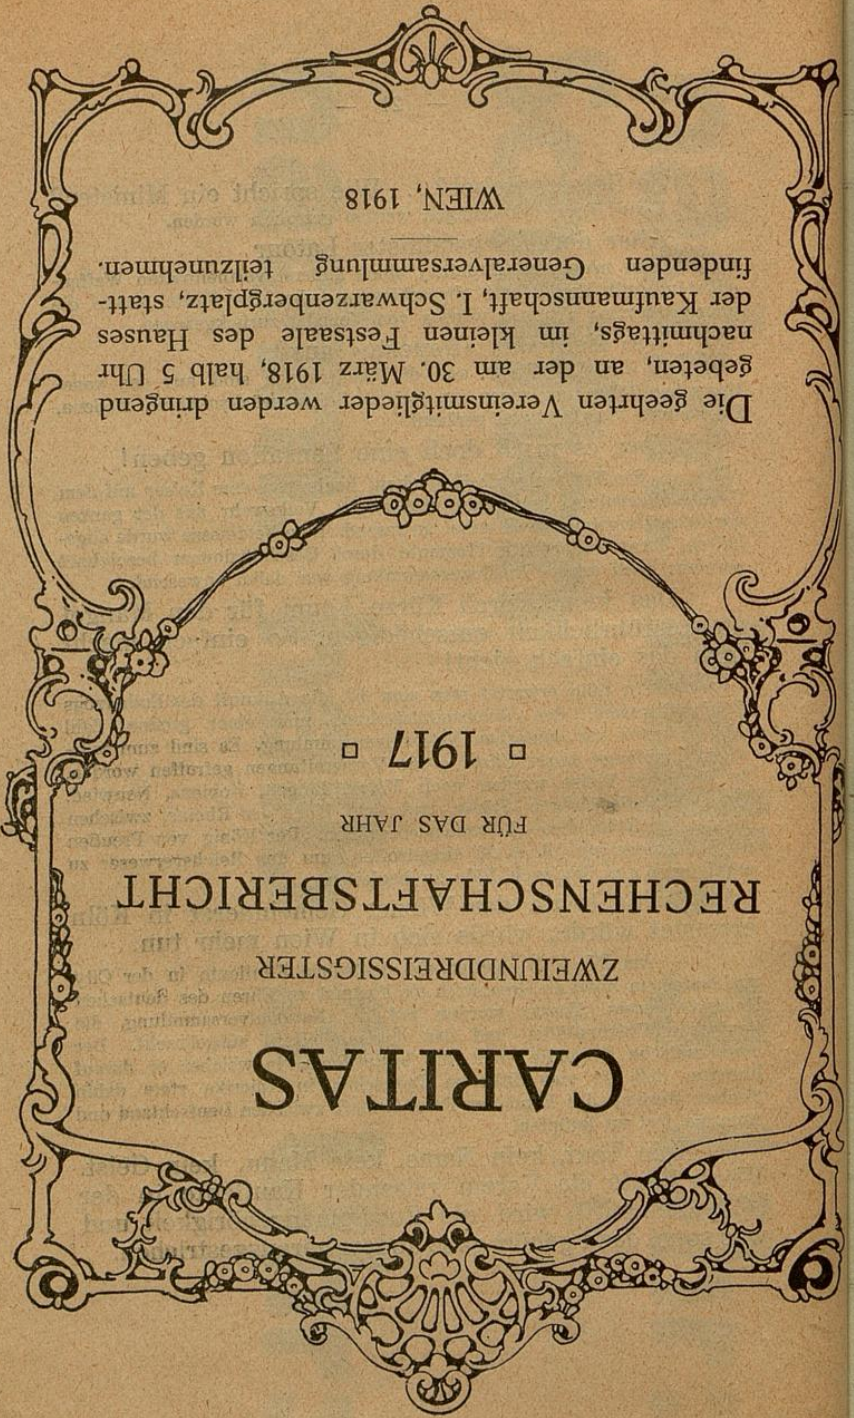 CARITAS
ZWEIUNDDREISSIGSTER
RECHENSCHAFTSBERICHT
FÜR DAS JAHR
1917
Die geehrten Vereinsmitglieder werden dringend
gebeten, an der am 30. März 1918, halb 5 Uhr
nachmittags, im kleinen Festsaale des Hauses
der Kaufmannschaft, I. Schwarzenbergplatz, statt-
findenden Generalversammlung teilzunehmen.
WIEN, 1918